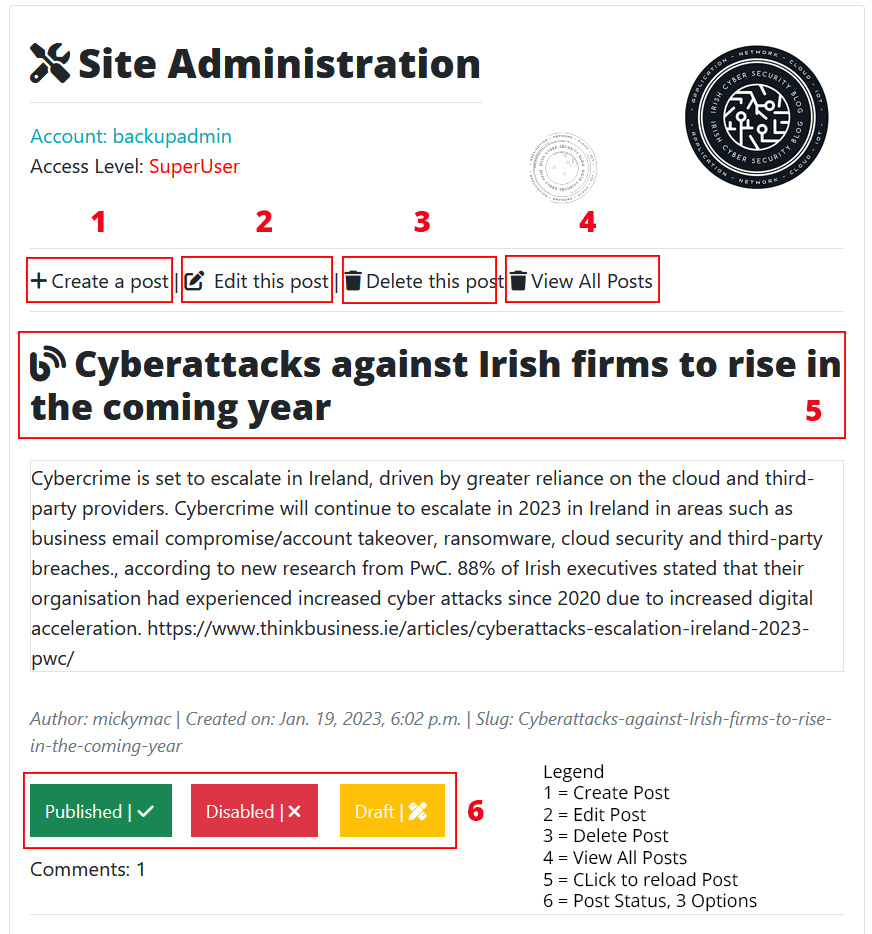 Site Administration
APPLICATION - NETWORK - CLOUD - IOT -
IRISH CYBER SECURITY BLOG
IRISH CYBER SECURITY BLOG
APPLICATION - NETWORK - CLOUD - IOT -
Account: backupadmin
Access Level: SuperUser
1 2 3 4
Create a post | Edit this post | Delete this post View All Posts
Cyberattacks against Irish firms to rise in
the coming year 5
Cybercrime is set to escalate in Ireland, driven by greater reliance on the cloud and third-
party providers. Cybercrime will continue to escalate in 2023 in Ireland in areas such as
business email compromise/account takeover, ransomware, cloud security and third-party
breaches., according to new research from PwC. 88% of Irish executives stated that their
organisation had experienced increased cyber attacks since 2020 due to increased digital
acceleration. https://www.thinkbusiness.ie/articles/cyberattacks-escalation-ireland-2023-
pwc/
Author: mickymac | Created on: Jan. 19, 2023, 6:02 p.m. | Slug: Cyberattacks-against-Irish-firms-to-rise-
in-the-coming-year
Published | Disabled | Draft | 6
Comments: 1
Legend
1 = Create Post
2 = Edit Post
3 = Delete Post
4 = View All Posts
5 = CLick to reload Post
6 = Post Status, 3 Options